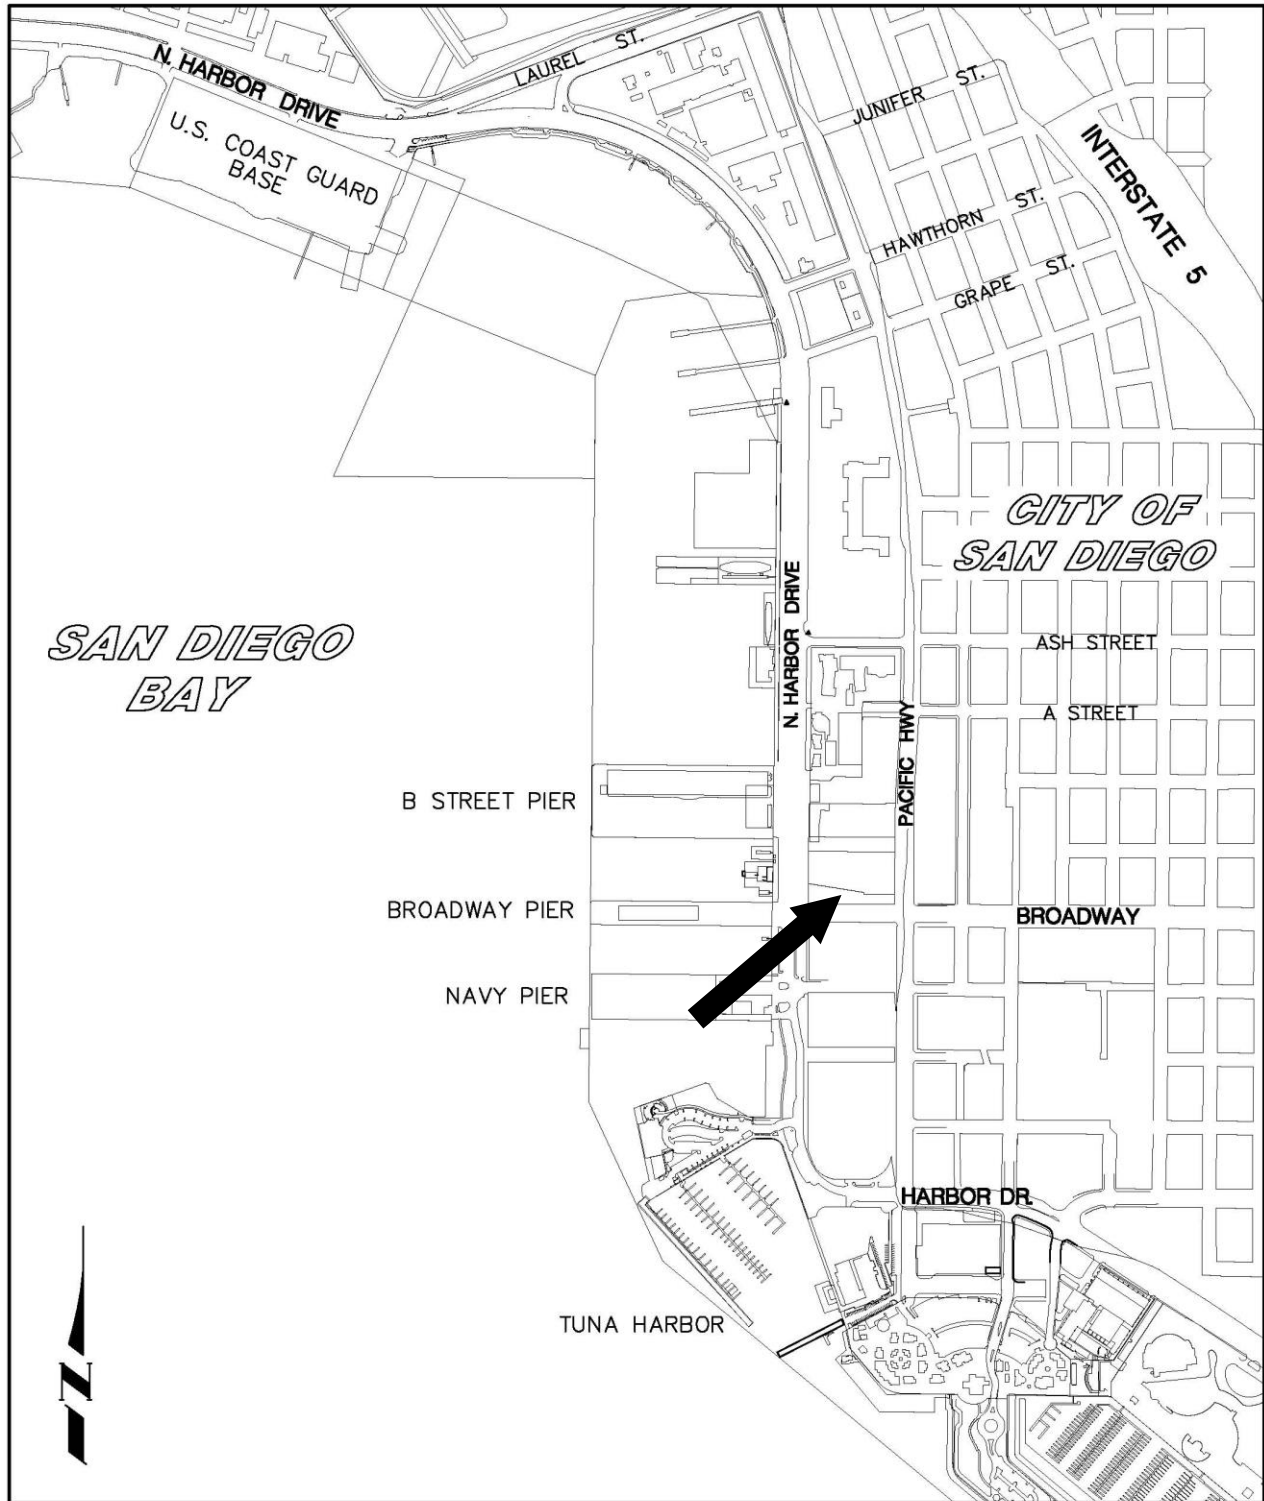 N. HARBOR DRIVE
LAUREL ST.
JUNIFER ST.
U.S. COAST GUARD
BASE
INTERSTATE 5
HAWTHORN ST.
GRAPE ST.
CITY OF
SAN DIEGO
N. HARBOR DRIVE
SAN DIEGO
BAY
ASH STREET
A STREET
PACIFIC HWY
B STREET PIER
BROADWAY PIER
BROADWAY
NAVY PIER
HARBOR DR.
TUNA HARBOR
N